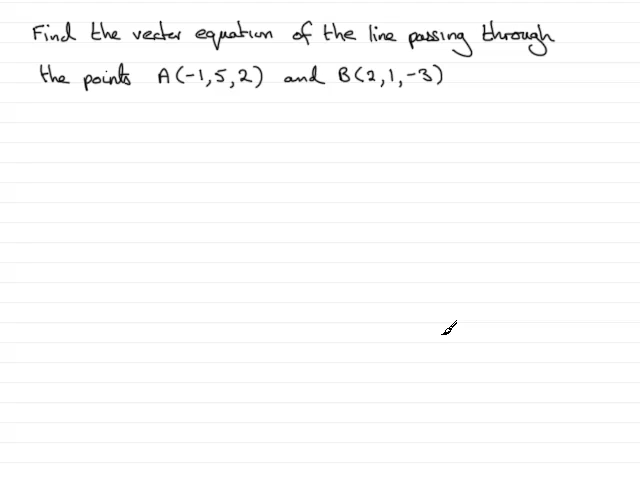 Find the vector equation of the line passing through
the points A(-1,5,2) and B(2,1,-3)